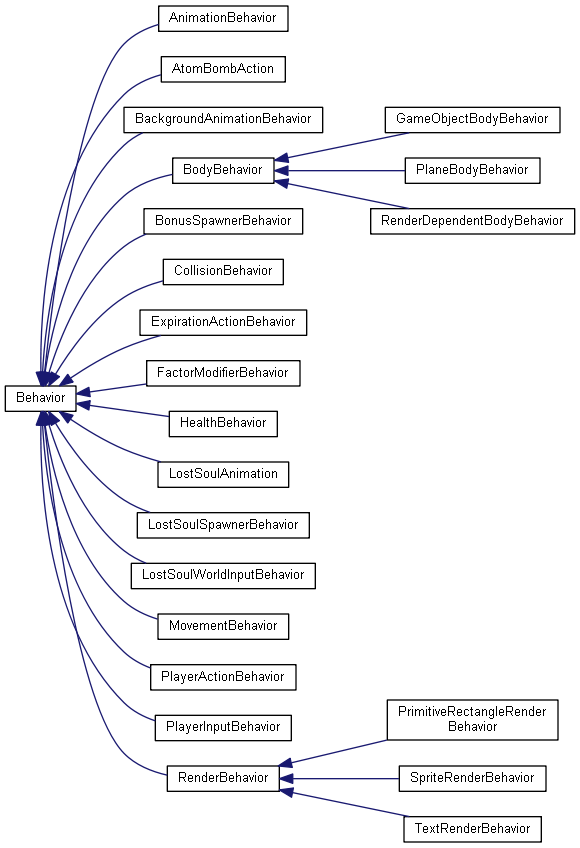 AnimationBehavior
AtomBombAction
BackgroundAnimationBehavior
GameObjectBodyBehavior
BodyBehavior
PlaneBodyBehavior
RenderDependentBodyBehavior
BonusSpawnerBehavior
CollisionBehavior
ExpirationActionBehavior
FactorModifierBehavior
Behavior
HealthBehavior
LostSoulAnimation
LostSoulSpawnerBehavior
LostSoulWorldInputBehavior
MovementBehavior
PlayerActionBehavior
PlayerInputBehavior
PrimitiveRectangleRender
Behavior
RenderBehavior
SpriteRenderBehavior
TextRenderBehavior